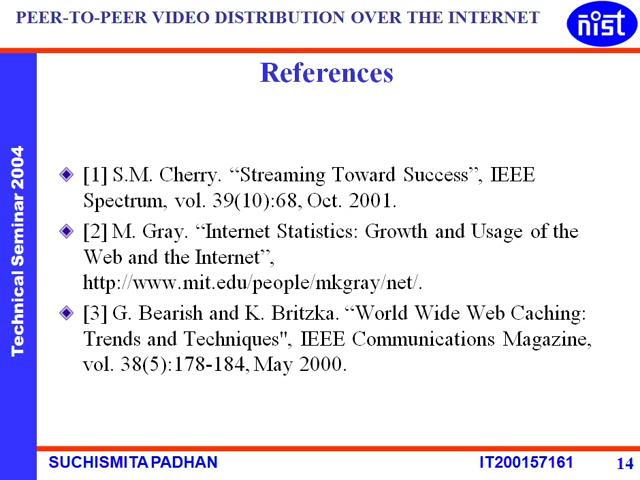 PEER-TO-PEER VIDEO DISTRIBUTION OVER THE INTERNET
nist
References
Technical Seminar 2004
[1] S.M. Cherry. “Streaming Toward Success”, IEEE
Spectrum, vol. 39(10):68, Oct. 2001.
[2] M. Gray. “Internet Statistics: Growth and Usage of the
Web and the Internet”,
http://www.mit.edu/people/mkgray/net/.
[3] G. Bearish and K. Britzka. “World Wide Web Caching:
Trends and Techniques", IEEE Communications Magazine,
vol. 38(5):178-184, May 2000.
SUCHISMITA PADHAN IT200157161 14